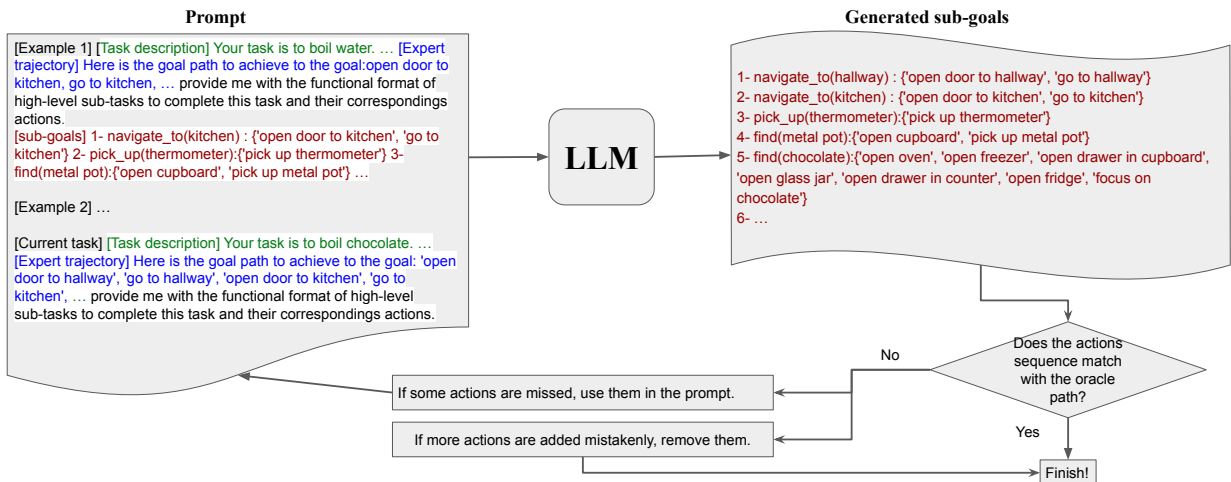 Prompt
[Example 1] [Task description] Your task is to boil water. … [Expert
trajectory] Here is the goal path to achieve to the goal:open door to
kitchen, go to kitchen, … provide me with the functional format of
high-level sub-tasks to complete this task and their correspondings
actions.
[sub-goals] 1- navigate_to(kitchen) : {'open door to kitchen', 'go to
kitchen'} 2- pick_up(thermometer):{'pick up thermometer'} 3-
find(metal pot):{'open cupboard', 'pick up metal pot'} …
[Example 2] …
[Current task] [Task description] Your task is to boil chocolate. …
[Expert trajectory] Here is the goal path to achieve to the goal: 'open
door to hallway', 'go to hallway', 'open door to kitchen', 'go to
kitchen', … provide me with the functional format of high-level
sub-tasks to complete this task and their correspondings actions.
LLM
Generated sub-goals
1- navigate_to(hallway) : {'open door to hallway', 'go to hallway'}
2- navigate_to(kitchen) : {'open door to kitchen', 'go to kitchen'}
3- pick_up(thermometer):{'pick up thermometer'}
4- find(metal pot):{'open cupboard', 'pick up metal pot'}
5- find(chocolate):{'open oven', 'open freezer', 'open drawer in cupboard',
'open glass jar', 'open drawer in counter', 'open fridge', 'focus on
chocolate'}
6- …
Does the actions
sequence match
with the oracle
path?
No
If some actions are missed, use them in the prompt.
If more actions are added mistakenly, remove them.
Yes
Finish!